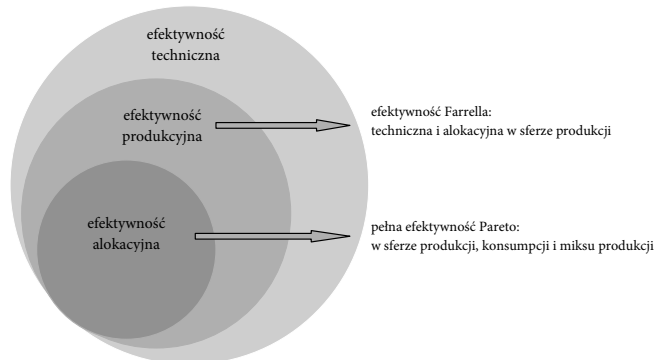 efektywność
techniczna
efektywność
produkcyjna
efektywność Farrella:
techniczna i alokacyjna w sferze produkcji
efektywność
alokacyjna
pełna efektywność Pareto:
w sferze produkcji, konsumpcji i miksu produkcji